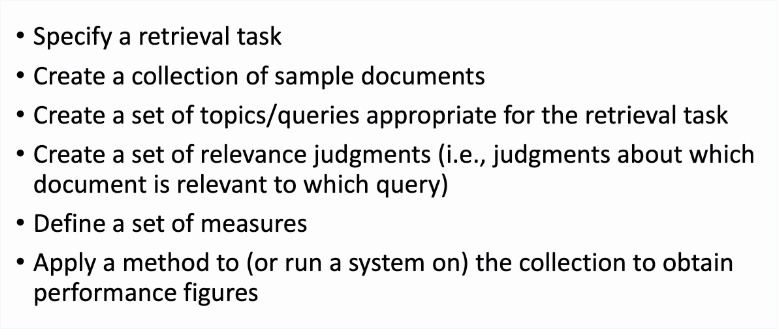 • Specify a retrieval task
• Create a collection of sample documents
• Create a set of topics/queries appropriate for the retrieval task
• Create a set of relevance judgments (i.e., judgments about which
document is relevant to which query)
• Define a set of measures
• Apply a method to (or run a system on) the collection to obtain
performance figures